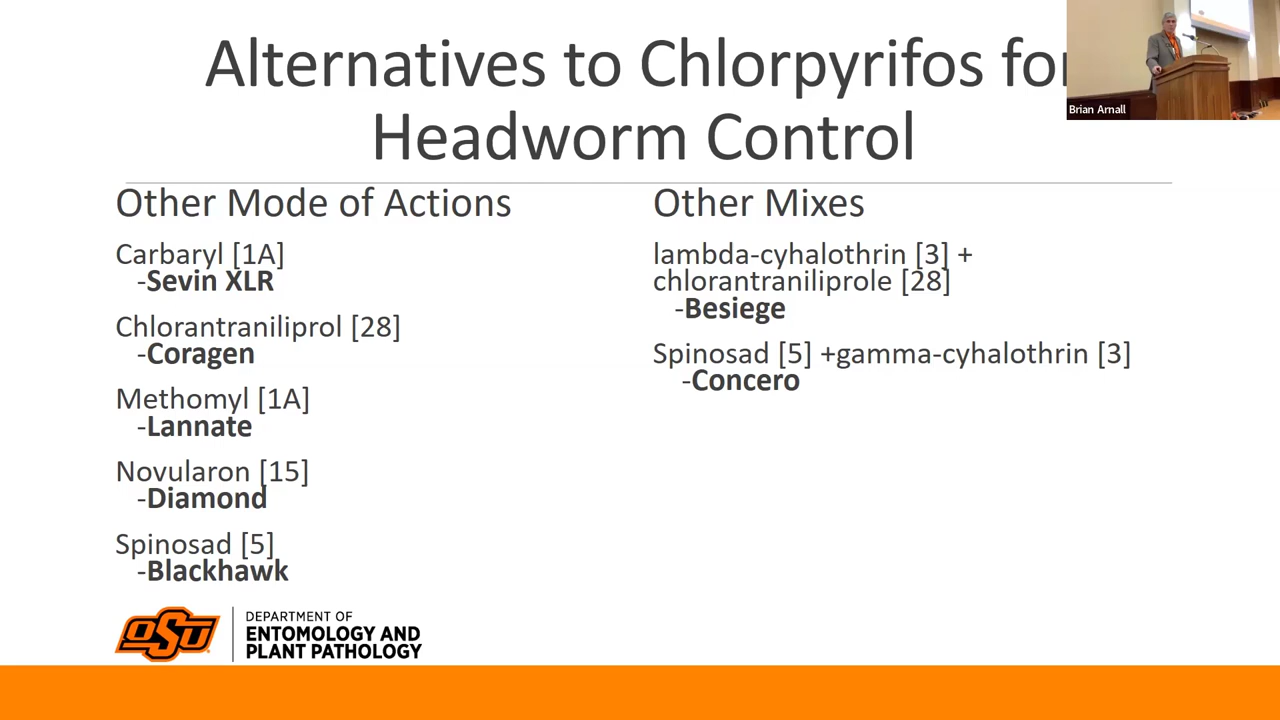 Alternatives to Chlorpyrifos for
Headworm Control
Brian Arnall
Other Mode of Actions
Carbaryl [1A]
-Sevin XLR
Chlorantraniliprol [28]
-Coragen
Methomyl [1A]
-Lannate
Novularon [15]
-Diamond
Spinosad [5]
-Blackhawk
Other Mixes
lambda-cyhalothrin [3] +
chlorantraniliprole [28]
-Besiege
Spinosad [5] +gamma-cyhalothrin [3]
-Concero
OSU
DEPARTMENT OF
ENTOMOLOGY AND
PLANT PATHOLOGY